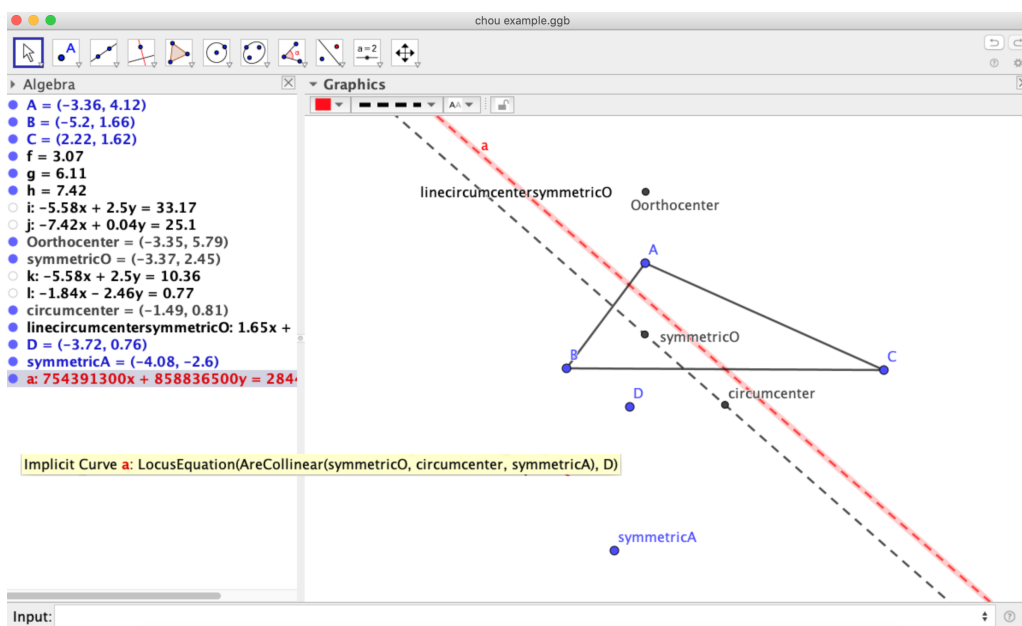 chou example.ggb
A
a=2
Algebra
Graphics
AA
A = (-3.36, 4.12)
B = (-5.2, 1.66)
C = (2.22, 1.62)
f = 3.07
g = 6.11
h = 7.42
i: -5.58x + 2.5y = 33.17
j: -7.42x + 0.04y = 25.1
Oorthocenter = (-3.35, 5.79)
symmetricO = (-3.37, 2.45)
k: -5.58x + 2.5y = 10.36
l: -1.84x - 2.46y = 0.77
circumcenter = (-1.49, 0.81)
linecircumcentersymmetricO: 1.65x +
D = (-3.72, 0.76)
symmetricA = (-4.08, -2.6)
a: 754391300x + 858836500y = 284
Implicit Curve a: LocusEquation(AreCollinear(symmetricO, circumcenter, symmetricA), D)
a
linecircumcentersymmetricO
Oorthocenter
A
symmetricO
B
C
D
circumcenter
symmetricA
Input: